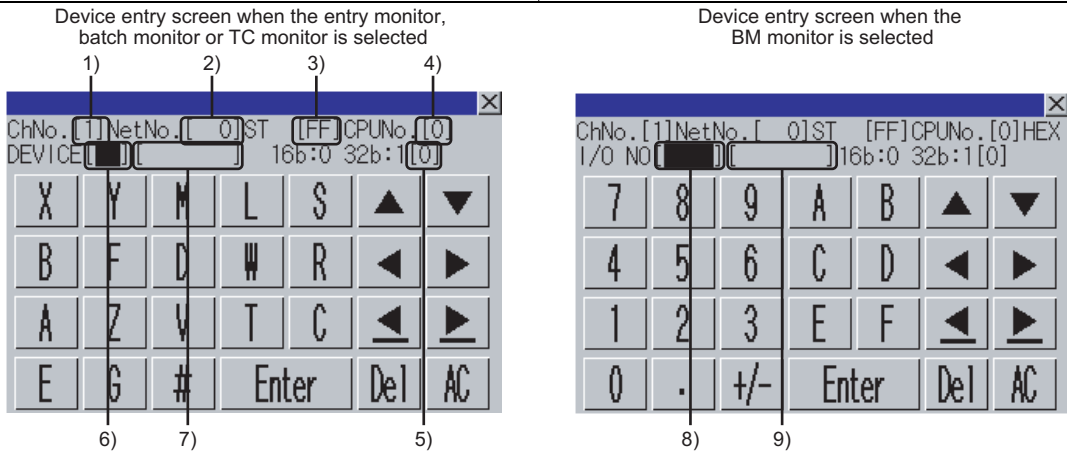 Device entry screen when the entry monitor,
batch monitor or TC monitor is selected
1) 2) 3) 4)
ChNo.[1]NetNo.[ 0]ST [FF]CPUNo.[0]
DEVICE[ ][ ] 16b:0 32b:1[0]
X Y M L S ▲ ▼
B F D W R ◀ ▶
A Z V T C ◀ ▶
E G # Enter Del AC
6) 7) 5)
Device entry screen when the
BM monitor is selected
ChNo.[1]NetNo.[ 0]ST [FF]CPUNo.[0]HEX
I/O NO[ ][ ]16b:0 32b:1[0]
7 8 9 A B ▲ ▼
4 5 6 C D ◀ ▶
1 2 3 E F ◀ ▶
0 . +/- Enter Del AC
8) 9)